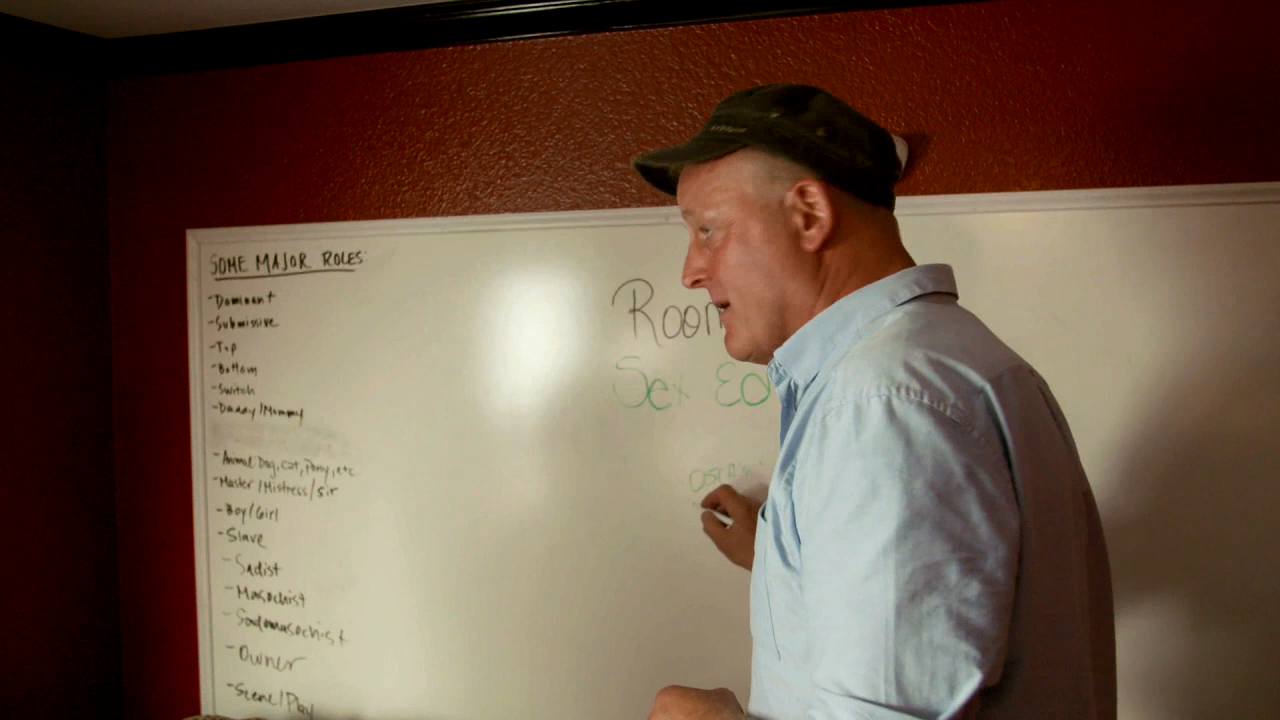 SOME MAJOR ROLES:
-Dominant
-Submissive
-Top
-Bottom
-Switch
-Daddy/Mommy
-Animal Dog, cat, Pony, etc
-Master/Mistress/Sir
-Boy/Girl
-Slave
-Sadist
-Masochist
-Sadomasochist
-Owner
-Scene/Play
Room
Sex Ed